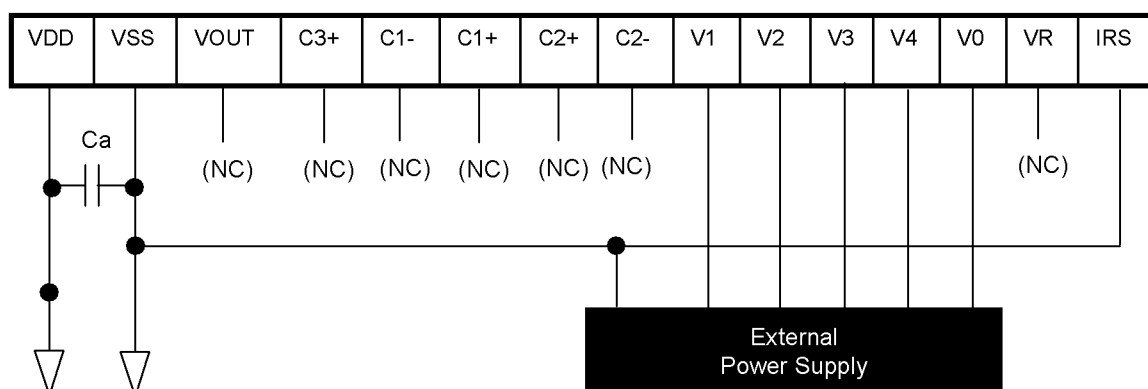 VDD VSS VOUT C3+ C1- C1+ C2+ C2- V1 V2 V3 V4 V0 VR IRS
Ca
(NC) (NC) (NC) (NC) (NC) (NC) (NC)
External
Power Supply